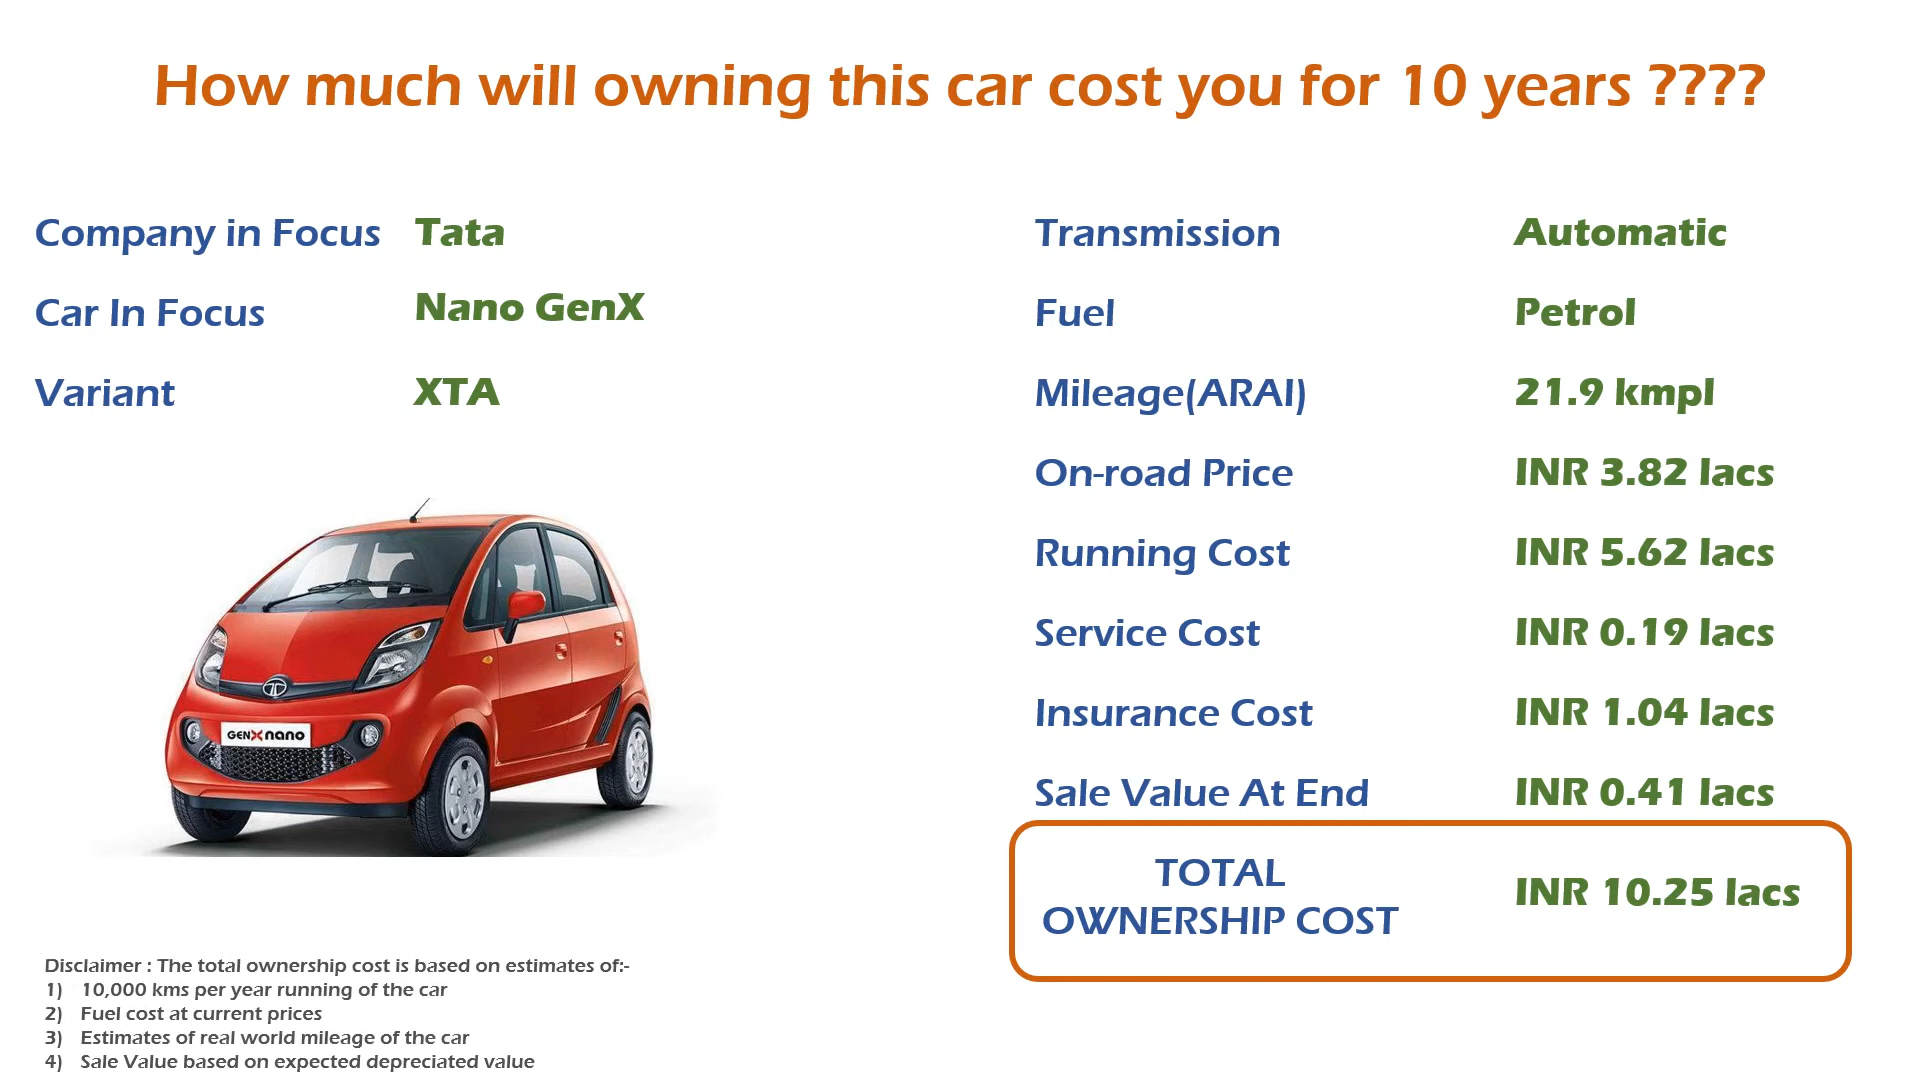 How much will owning this car cost you for 10 years ????
Company in Focus Tata
Car In Focus Nano GenX
Variant XTA
GENXnano
Transmission Automatic
Fuel Petrol
Mileage(ARAI) 21.9 kmpl
On-road Price INR 3.82 lacs
Running Cost INR 5.62 lacs
Service Cost INR 0.19 lacs
Insurance Cost INR 1.04 lacs
Sale Value At End INR 0.41 lacs
TOTAL
OWNERSHIP COST INR 10.25 lacs
Disclaimer : The total ownership cost is based on estimates of:-
1) 10,000 kms per year running of the car
2) Fuel cost at current prices
3) Estimates of real world mileage of the car
4) Sale Value based on expected depreciated value